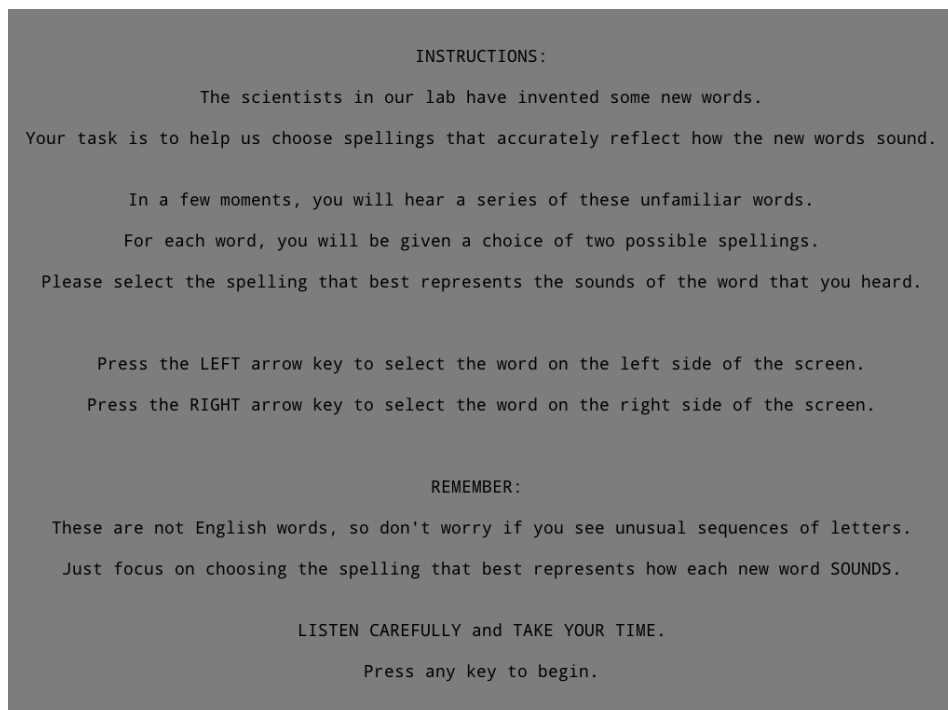 INSTRUCTIONS:
The scientists in our lab have invented some new words.
Your task is to help us choose spellings that accurately reflect how the new words sound.
In a few moments, you will hear a series of these unfamiliar words.
For each word, you will be given a choice of two possible spellings.
Please select the spelling that best represents the sounds of the word that you heard.
Press the LEFT arrow key to select the word on the left side of the screen.
Press the RIGHT arrow key to select the word on the right side of the screen.
REMEMBER:
These are not English words, so don't worry if you see unusual sequences of letters.
Just focus on choosing the spelling that best represents how each new word SOUNDS.
LISTEN CAREFULLY and TAKE YOUR TIME.
Press any key to begin.